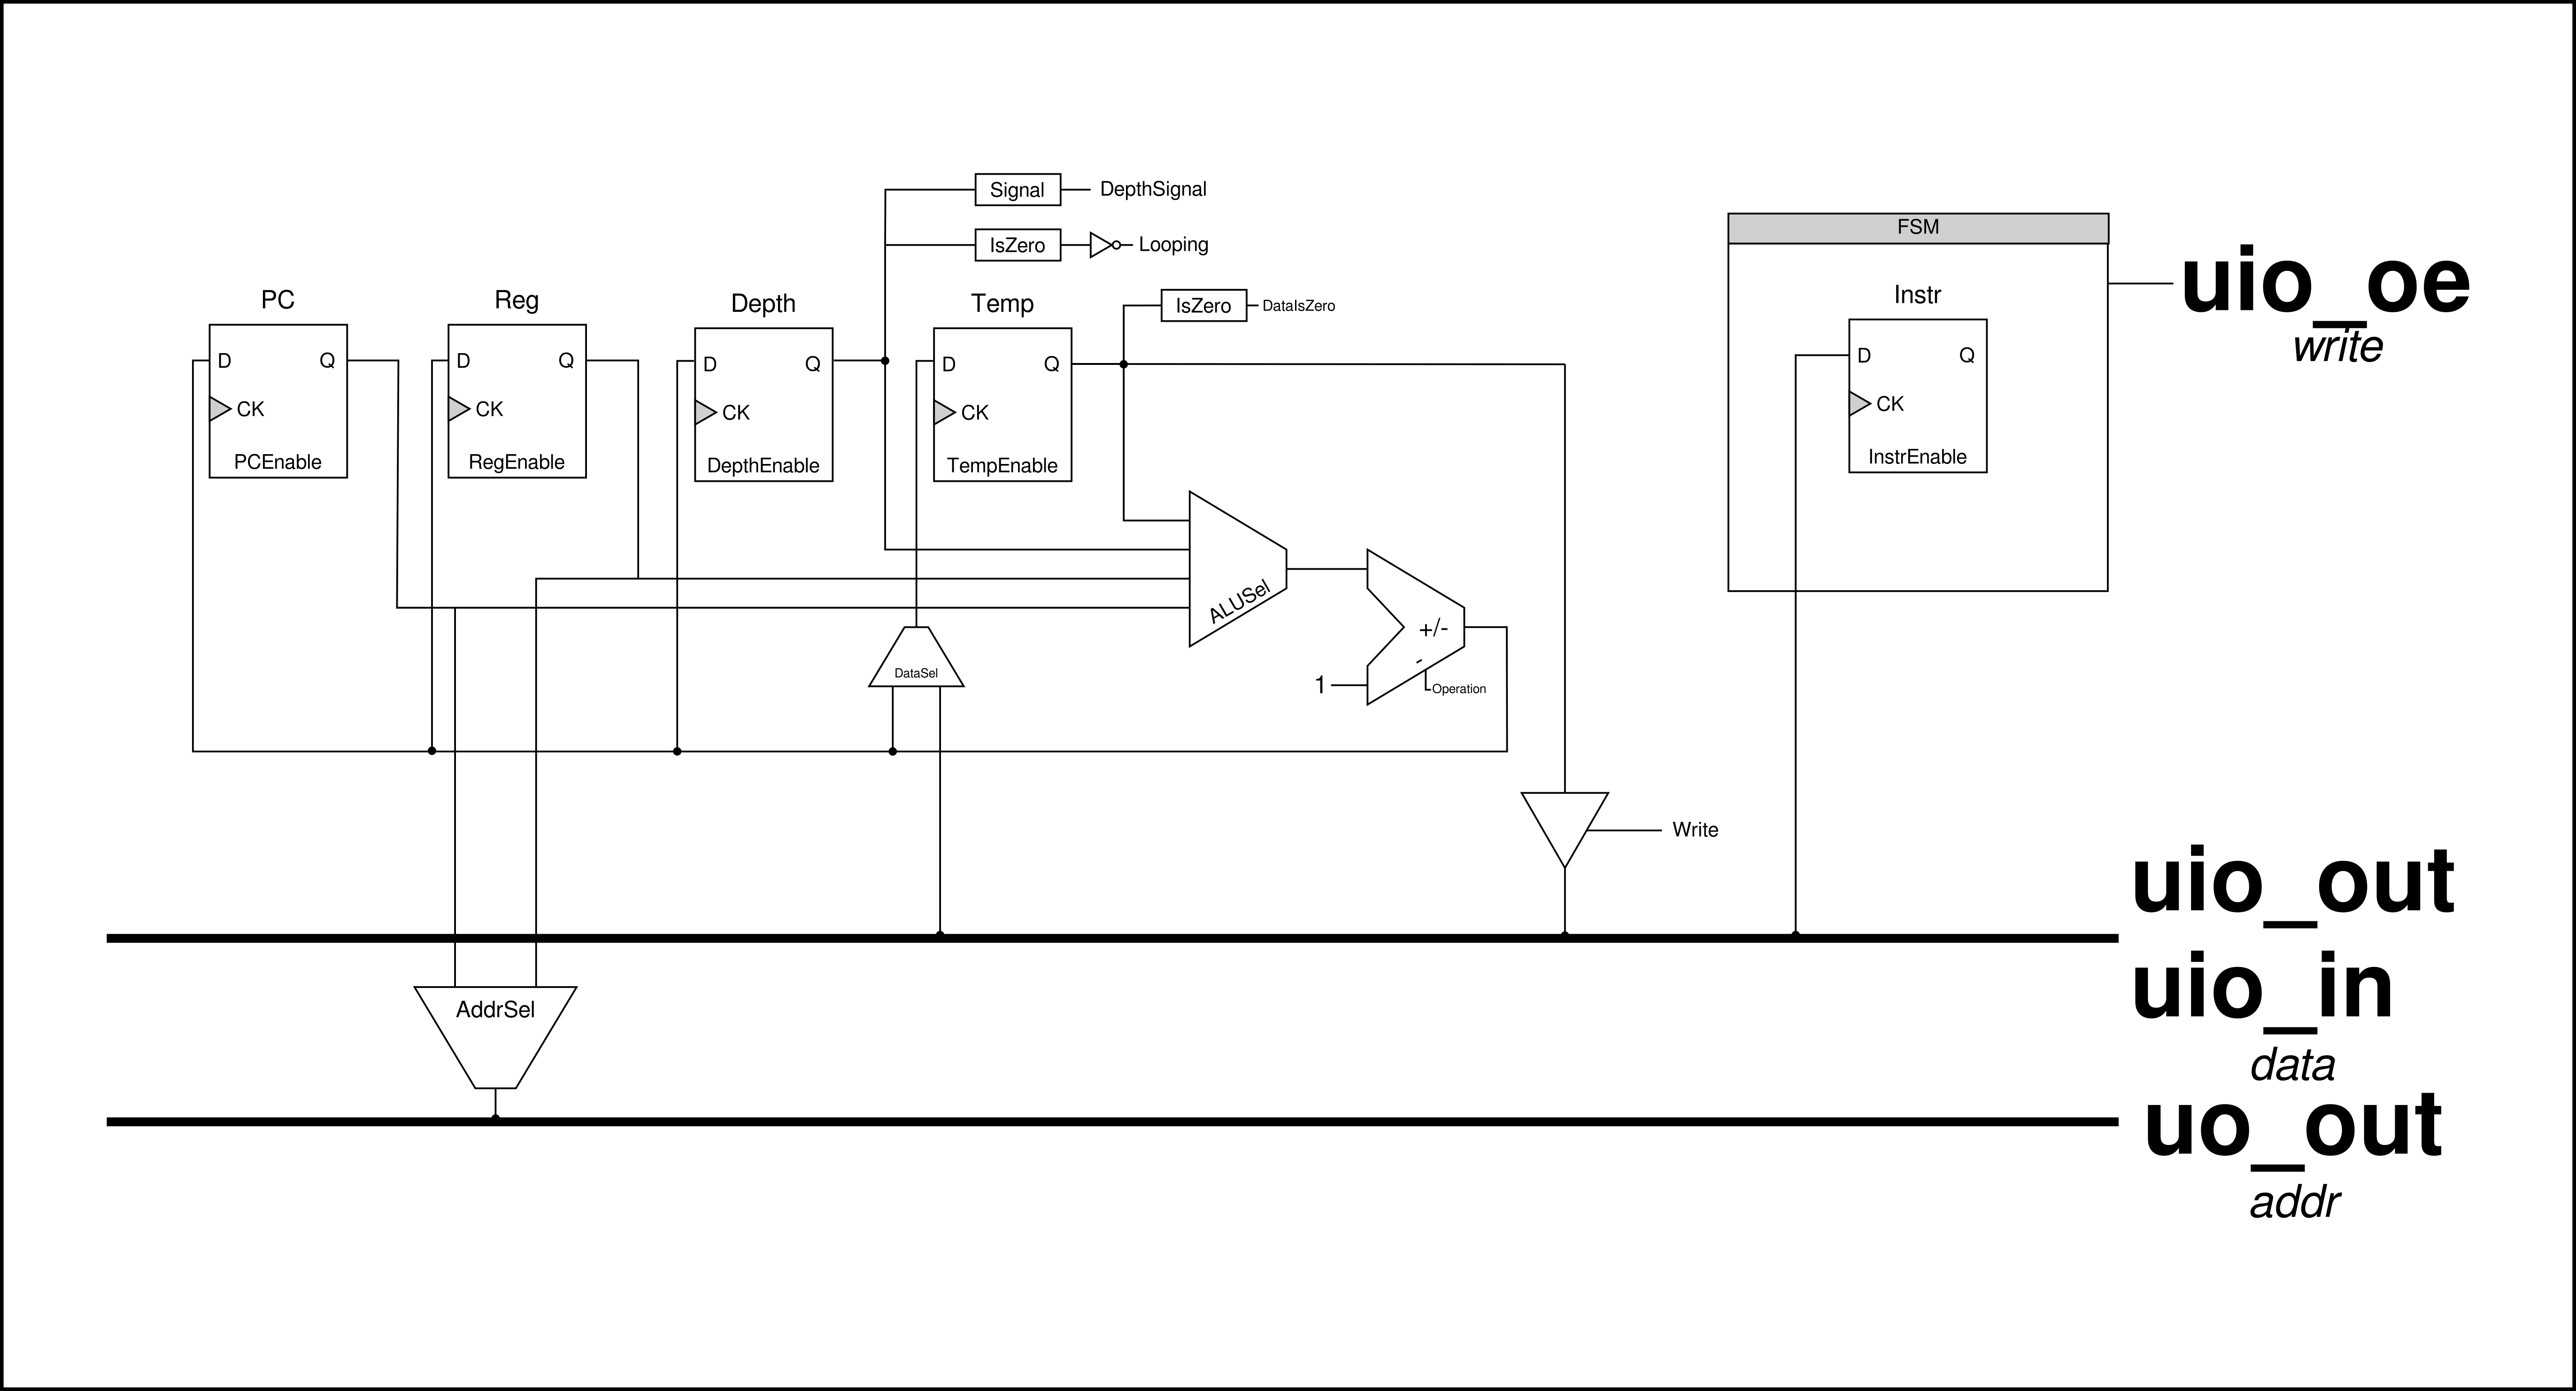 Signal
DepthSignal
IsZero
Looping
PC
Reg
Depth
Temp
IsZero
DataIsZero
D
Q
CK
PCEnable
D
Q
CK
RegEnable
D
Q
CK
DepthEnable
D
Q
CK
TempEnable
FSM
Instr
D
Q
CK
InstrEnable
uio_oe
write
ALUSel
+/-
-
1
Operation
DataSel
Write
uio_out
uio_in
data
AddrSel
uo_out
addr